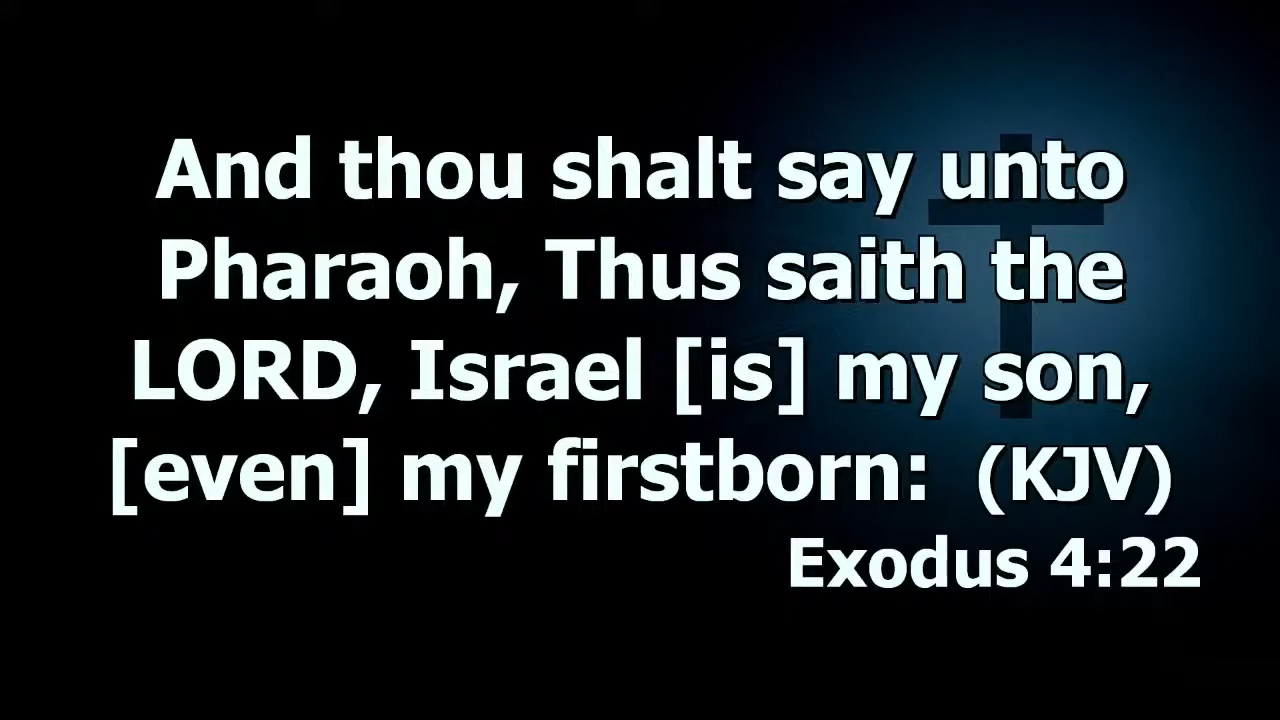 And thou shalt say unto
Pharaoh, Thus saith the
LORD, Israel [is] my son,
[even] my firstborn:  (KJV)
Exodus 4:22